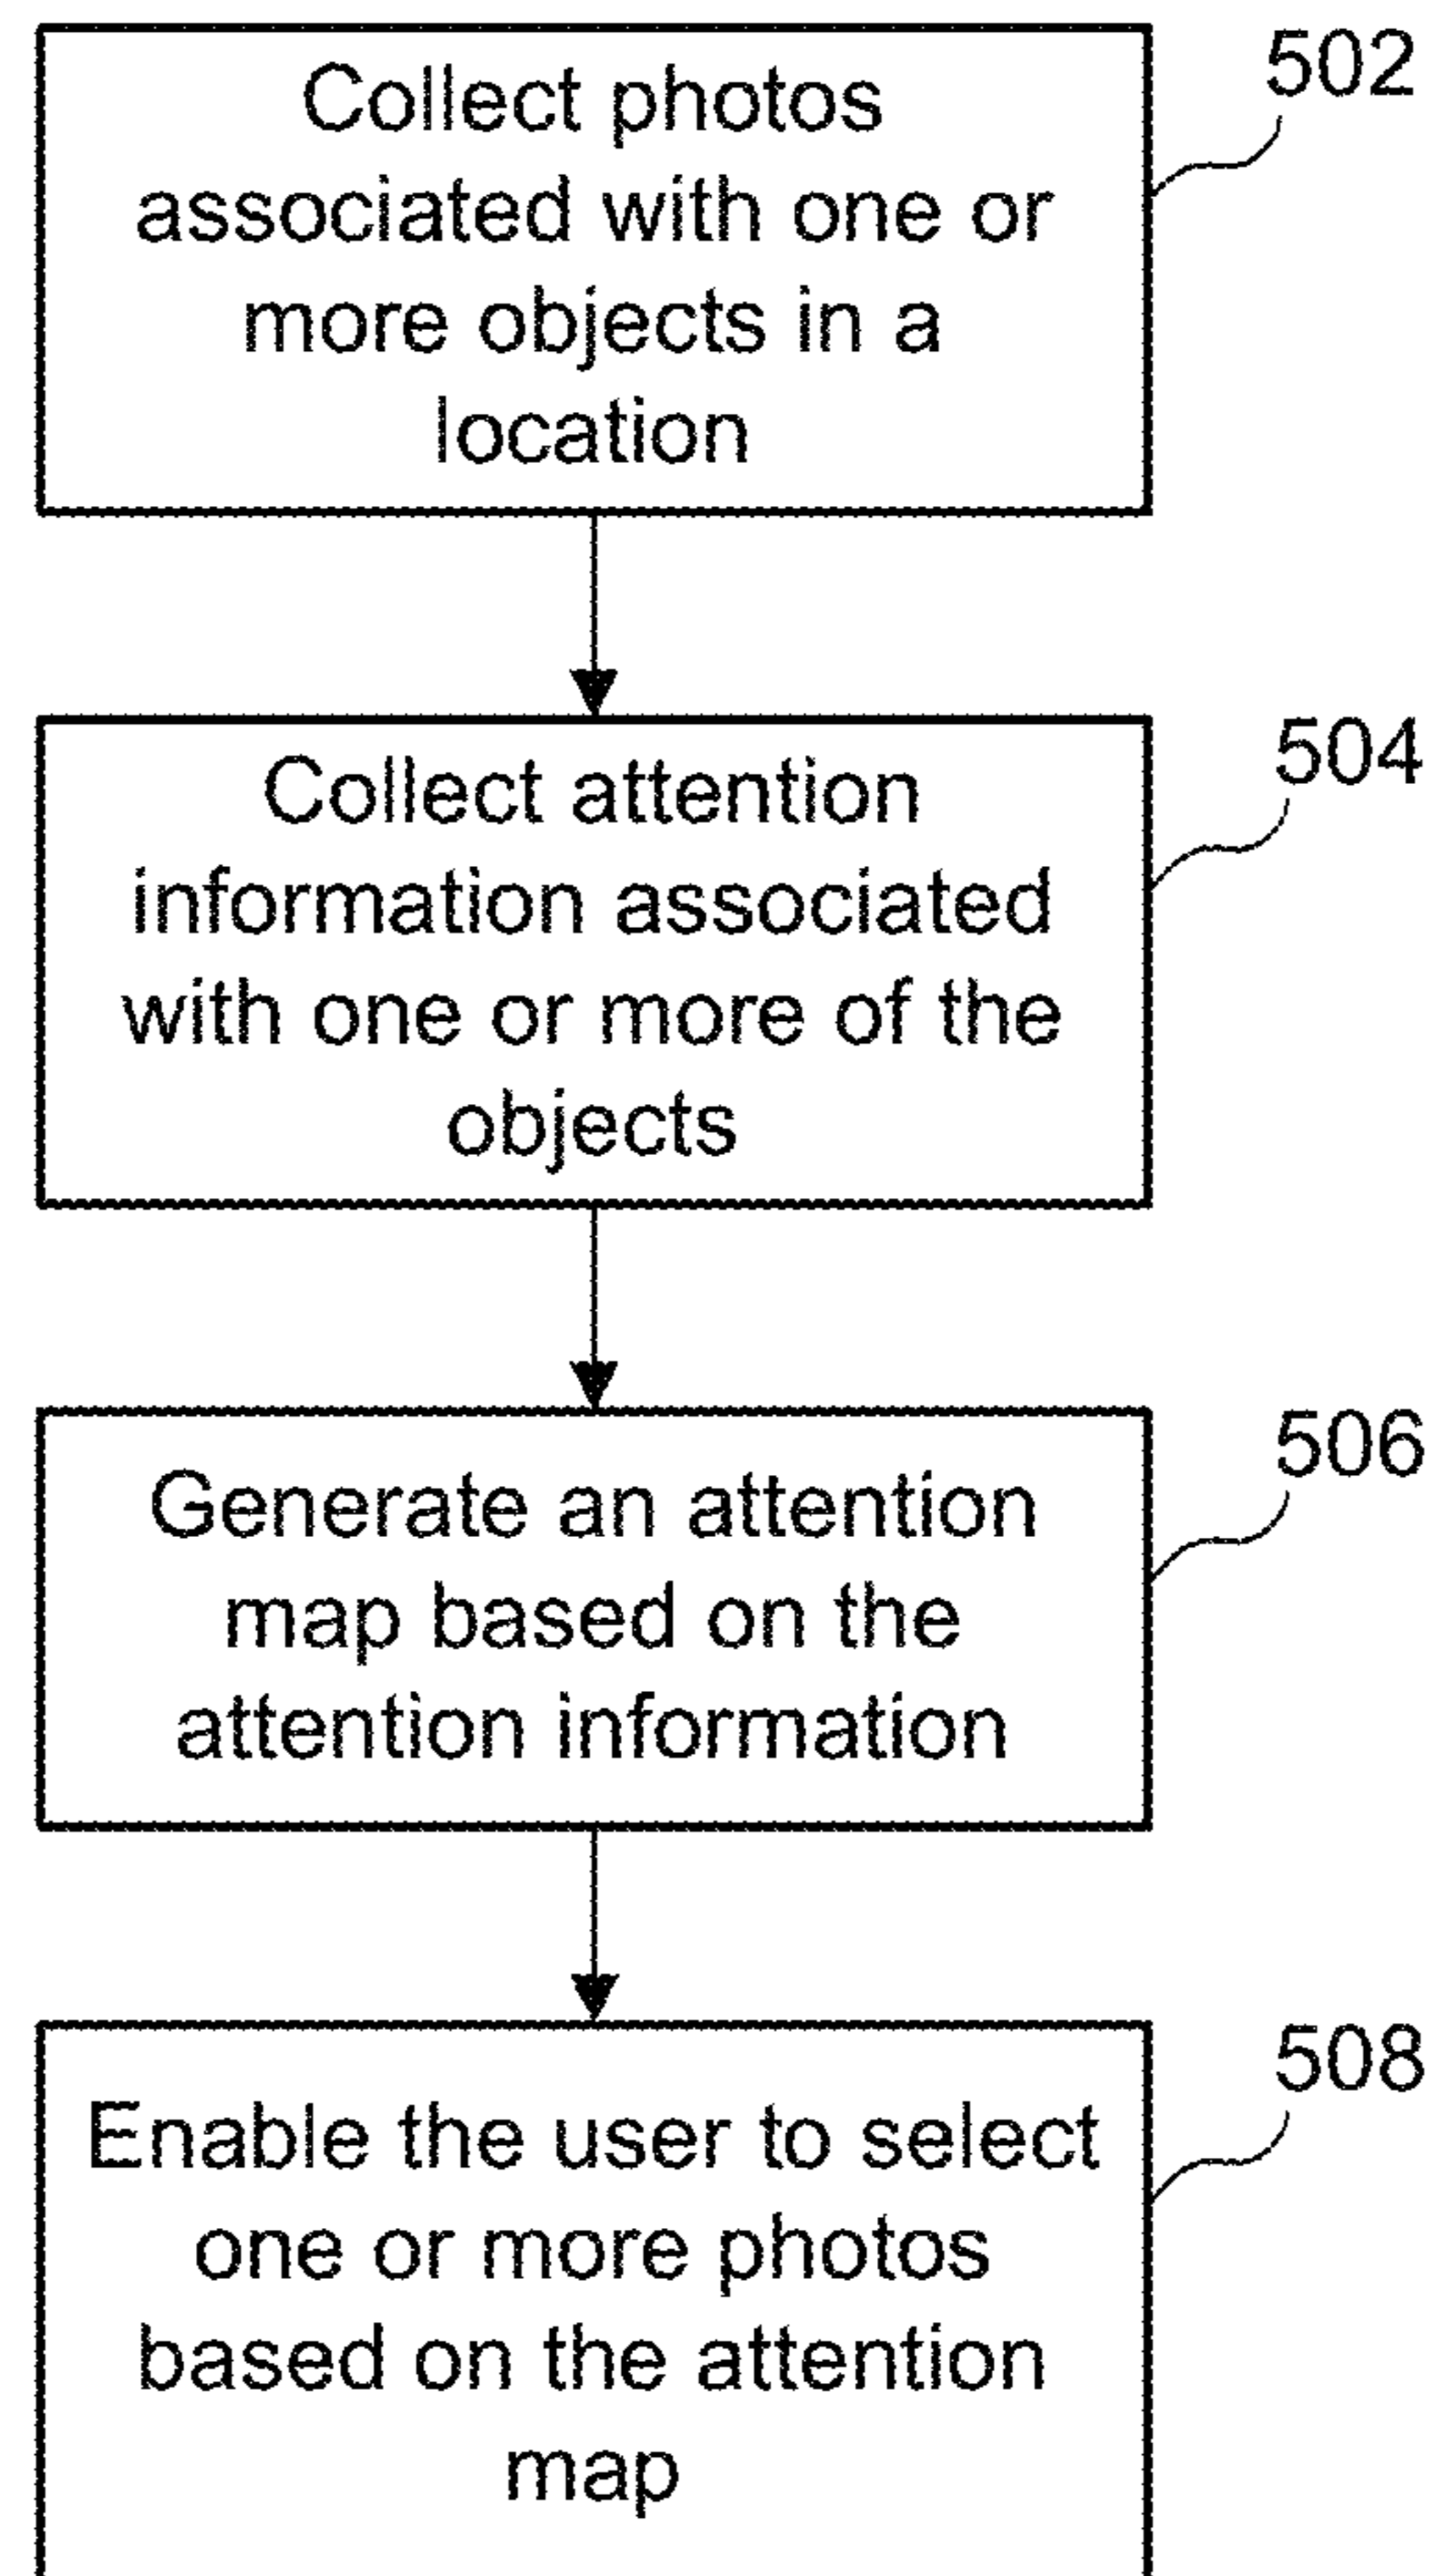 Collect photos
associated with one or
more objects in a
location
502
Collect attention
information associated
with one or more of the
objects
504
Generate an attention
map based on the
attention information
506
Enable the user to select
one or more photos
based on the attention
map
508